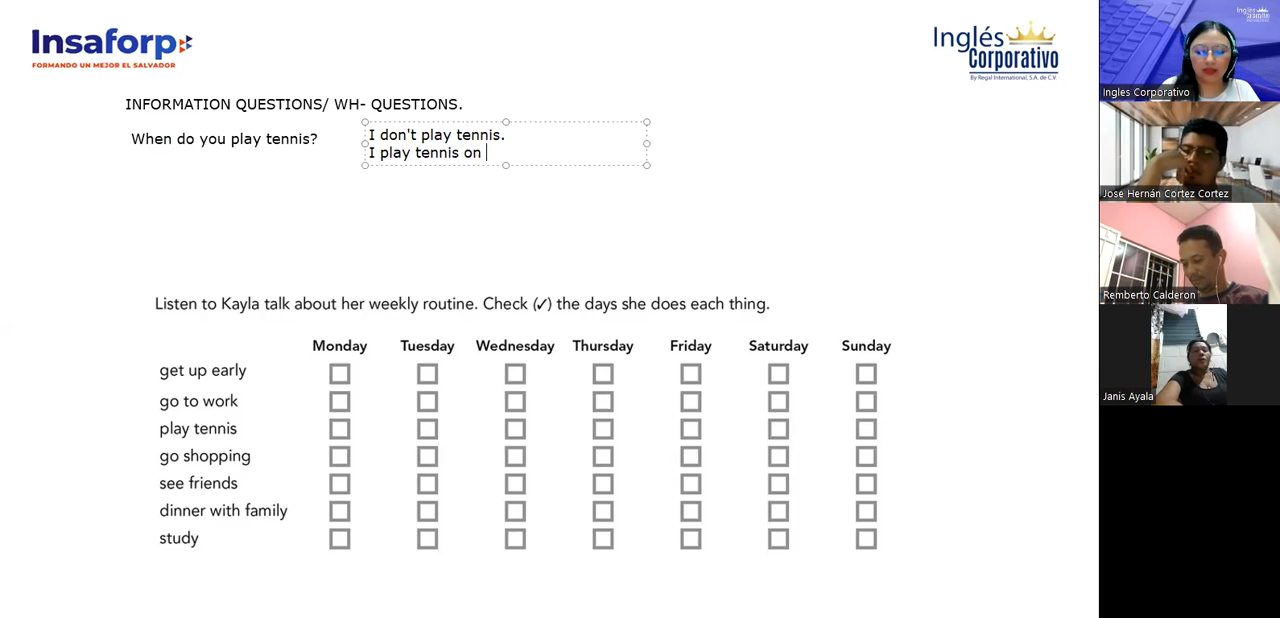 Insaforp
FORMANDO UN MEJOR EL SALVADOR
Inglés
Corporativo
By Regal International, S.A. de C.V.
INFORMATION QUESTIONS/ WH- QUESTIONS.
When do you play tennis?
I don't play tennis.
I play tennis on
Listen to Kayla talk about her weekly routine. Check (✓) the days she does each thing.
Monday Tuesday Wednesday Thursday Friday Saturday Sunday
get up early
go to work
play tennis
go shopping
see friends
dinner with family
study
Ingles Corporativo
Jose Hernán Cortez Cortez
Remberto Calderon
Janis Ayala